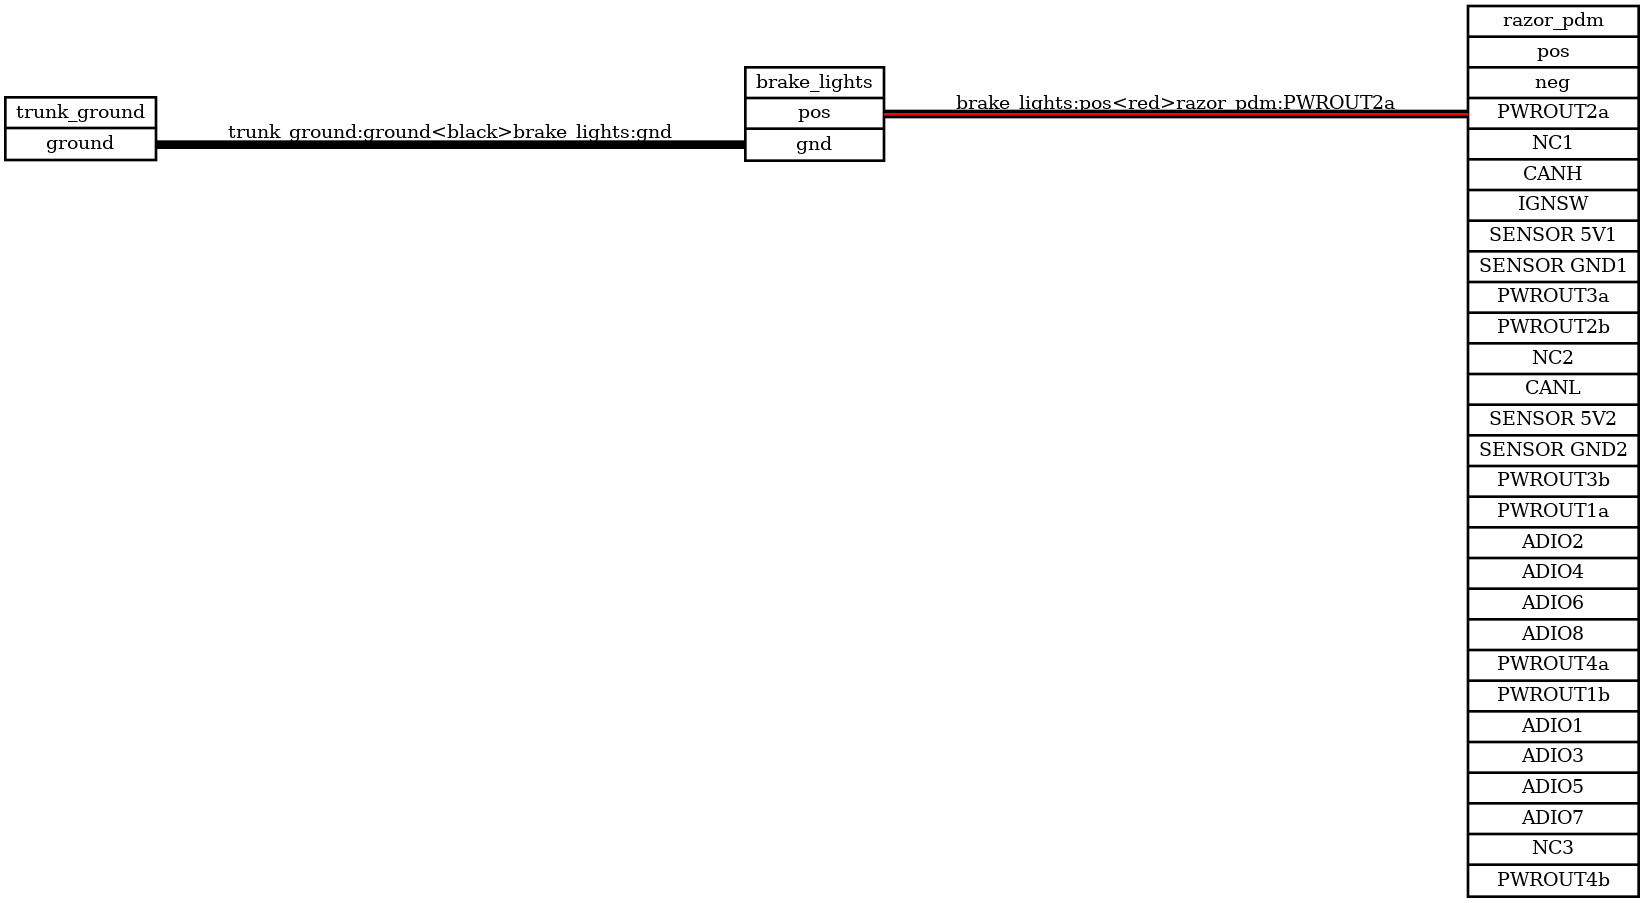 trunk_ground
ground
trunk_ground:ground<black>brake_lights:gnd
brake_lights
pos
gnd
brake_lights:pos<red>razor_pdm:PWROUT2a
razor_pdm
pos
neg
PWROUT2a
NC1
CANH
IGNSW
SENSOR 5V1
SENSOR GND1
PWROUT3a
PWROUT2b
NC2
CANL
SENSOR 5V2
SENSOR GND2
PWROUT3b
PWROUT1a
ADIO2
ADIO4
ADIO6
ADIO8
PWROUT4a
PWROUT1b
ADIO1
ADIO3
ADIO5
ADIO7
NC3
PWROUT4b